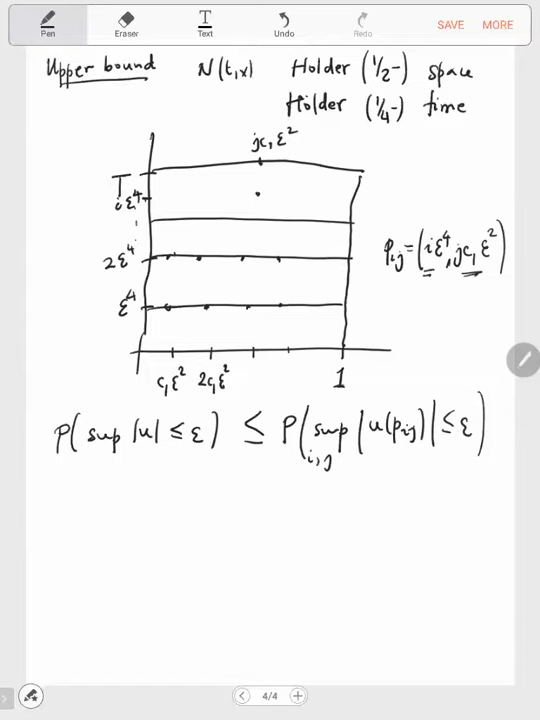 Pen
Eraser
Text
Undo
Redo
SAVE
MORE
Upper bound N(t,x) Holder (1/2-) space
Holder (1/4-) time
jc₁ε²
T
iε⁴
2ε⁴
ε⁴
p_ij = (iε⁴, jc₁ε²)
c₁ε² 2c₁ε² 1
P( sup |u| ≤ ε ) ≤ P( sup_{i,j} |u(p_ij)| ≤ ε )
4/4